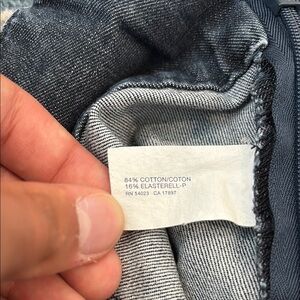 84% COTTON/COTON
16% ELASTERELL-P
RN 54023 CA 17897